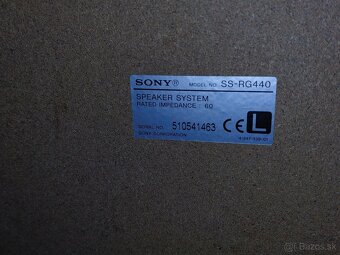 SONY® MODEL NO. SS-RG440
SPEAKER SYSTEM
RATED IMPEDANCE : 6Ω
SERIAL NO. 510541463 CE L
SONY CORPORATION
© Bazos.sk